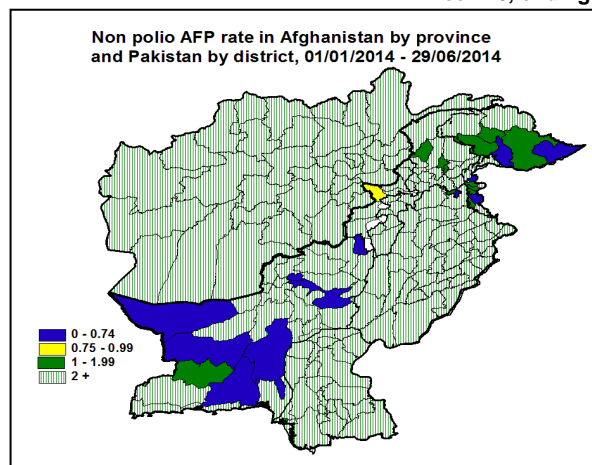 Non polio AFP rate in Afghanistan by province
and Pakistan by district, 01/01/2014 - 29/06/2014
0 - 0.74
0.75 - 0.99
1 - 1.99
2 +